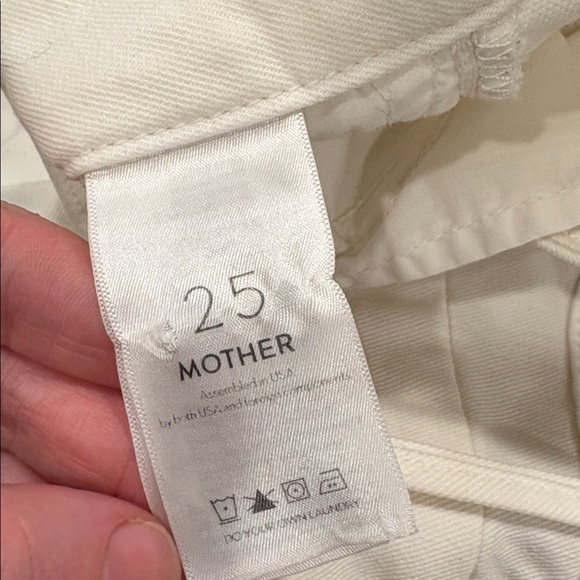 25
MOTHER
Assembled in USA
by both USA and foreign components
DO YOUR OWN LAUNDRY